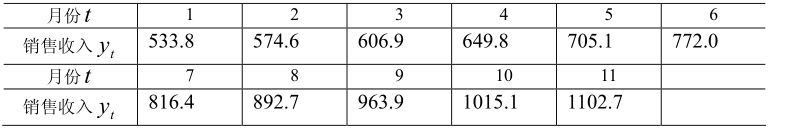 月份 t 1 2 3 4 5 6
销售收入 y_t 533.8 574.6 606.9 649.8 705.1 772.0
月份 t 7 8 9 10 11
销售收入 y_t 816.4 892.7 963.9 1015.1 1102.7